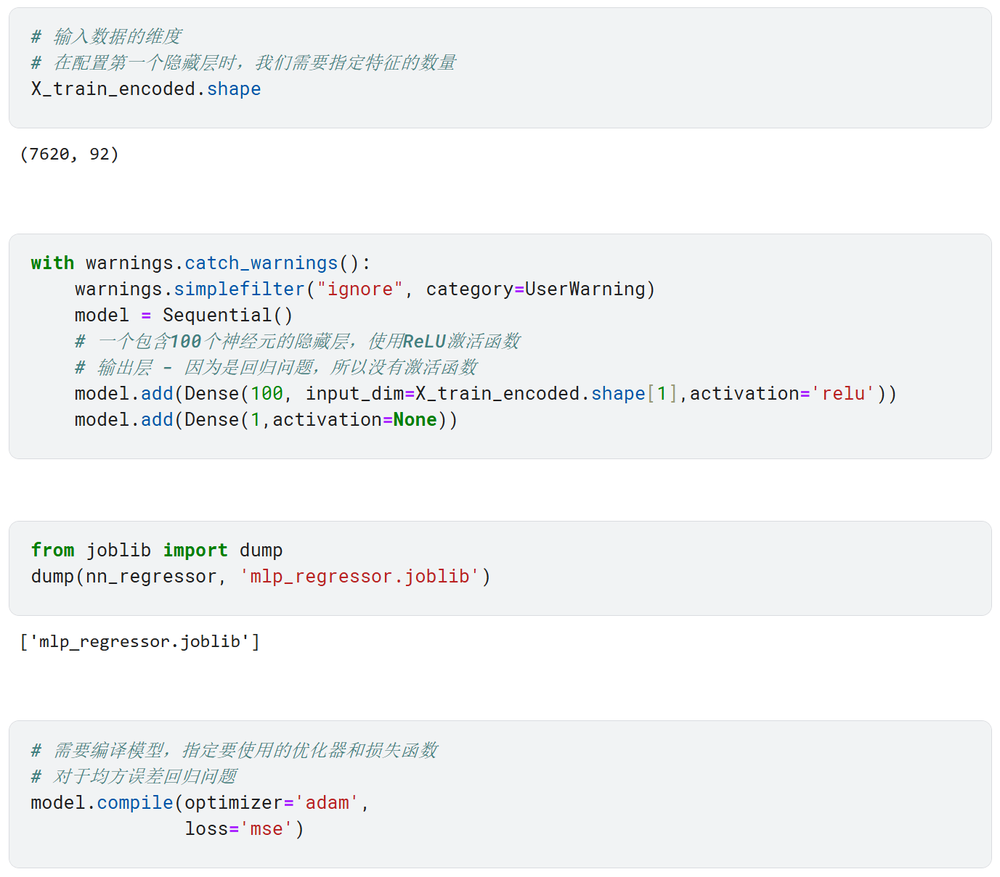 # 输入数据的维度
# 在配置第一个隐藏层时，我们需要指定特征的数量
X_train_encoded.shape
(7620, 92)
with warnings.catch_warnings():
    warnings.simplefilter("ignore", category=UserWarning)
    model = Sequential()
    # 一个包含100个神经元的隐藏层，使用ReLU激活函数
    # 输出层 - 因为是回归问题，所以没有激活函数
    model.add(Dense(100, input_dim=X_train_encoded.shape[1],activation='relu'))
    model.add(Dense(1,activation=None))
from joblib import dump
dump(nn_regressor, 'mlp_regressor.joblib')
['mlp_regressor.joblib']
# 需要编译模型，指定要使用的优化器和损失函数
# 对于均方误差回归问题
model.compile(optimizer='adam',
              loss='mse')